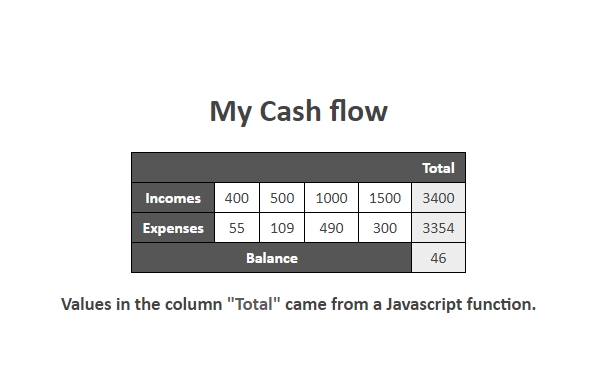 My Cash flow
Total
Incomes 400 500 1000 1500 3400
Expenses 55 109 490 300 3354
Balance 46
Values in the column "Total" came from a Javascript function.